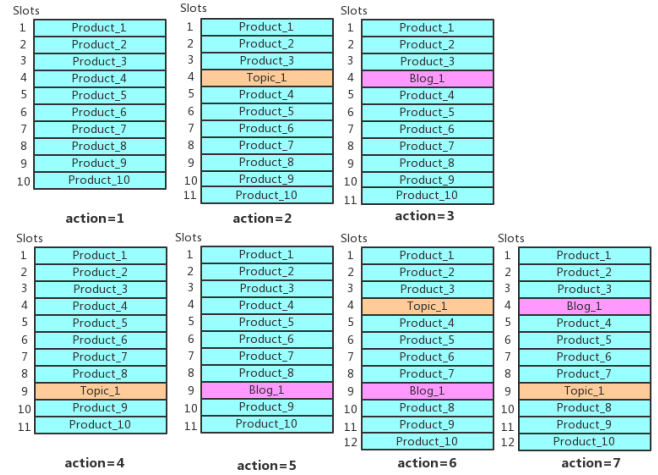 Slots
1 Product_1
2 Product_2
3 Product_3
4 Product_4
5 Product_5
6 Product_6
7 Product_7
8 Product_8
9 Product_9
10 Product_10
action=1
Slots
1 Product_1
2 Product_2
3 Product_3
4 Topic_1
5 Product_4
6 Product_5
7 Product_6
8 Product_7
9 Product_8
10 Product_9
11 Product_10
action=2
Slots
1 Product_1
2 Product_2
3 Product_3
4 Blog_1
5 Product_4
6 Product_5
7 Product_6
8 Product_7
9 Product_8
10 Product_9
11 Product_10
action=3
Slots
1 Product_1
2 Product_2
3 Product_3
4 Product_4
5 Product_5
6 Product_6
7 Product_7
8 Product_8
9 Topic_1
10 Product_9
11 Product_10
action=4
Slots
1 Product_1
2 Product_2
3 Product_3
4 Product_4
5 Product_5
6 Product_6
7 Product_7
8 Product_8
9 Blog_1
10 Product_9
11 Product_10
action=5
Slots
1 Product_1
2 Product_2
3 Product_3
4 Topic_1
5 Product_4
6 Product_5
7 Product_6
8 Product_7
9 Blog_1
10 Product_8
11 Product_9
12 Product_10
action=6
Slots
1 Product_1
2 Product_2
3 Product_3
4 Blog_1
5 Product_4
6 Product_5
7 Product_6
8 Product_7
9 Topic_1
10 Product_8
11 Product_9
12 Product_10
action=7